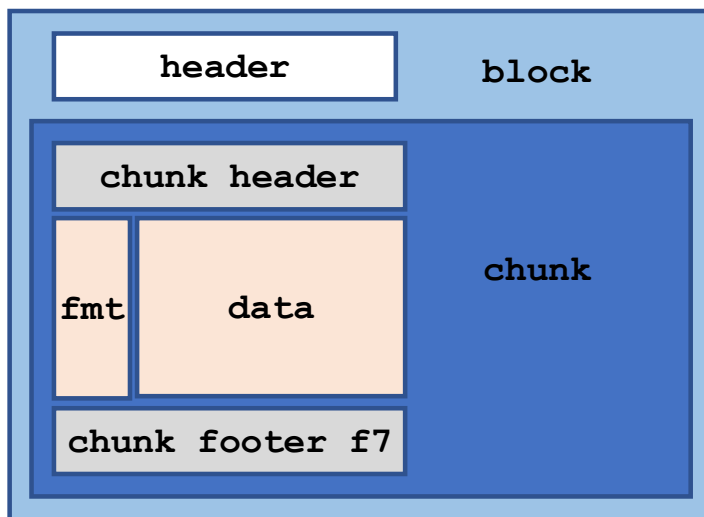 header
block
chunk header
chunk
fmt
data
chunk footer f7